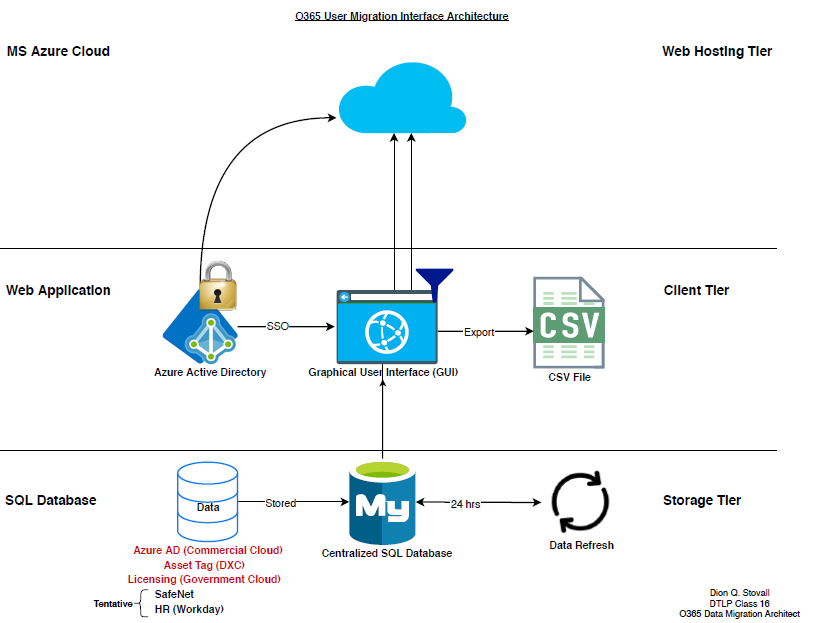 O365 User Migration Interface Architecture
MS Azure Cloud
Web Hosting Tier
Web Application
Client Tier
SSO
Export
CSV
Azure Active Directory
Graphical User Interface (GUI)
CSV File
SQL Database
Storage Tier
Data
Stored
My
24 hrs
Centralized SQL Database
Data Refresh
Azure AD (Commercial Cloud)
Asset Tag (DXC)
Licensing (Government Cloud)
Tentative
SafeNet
HR (Workday)
Dion Q. Stovall
DTLP Class 16
O365 Data Migration Architect